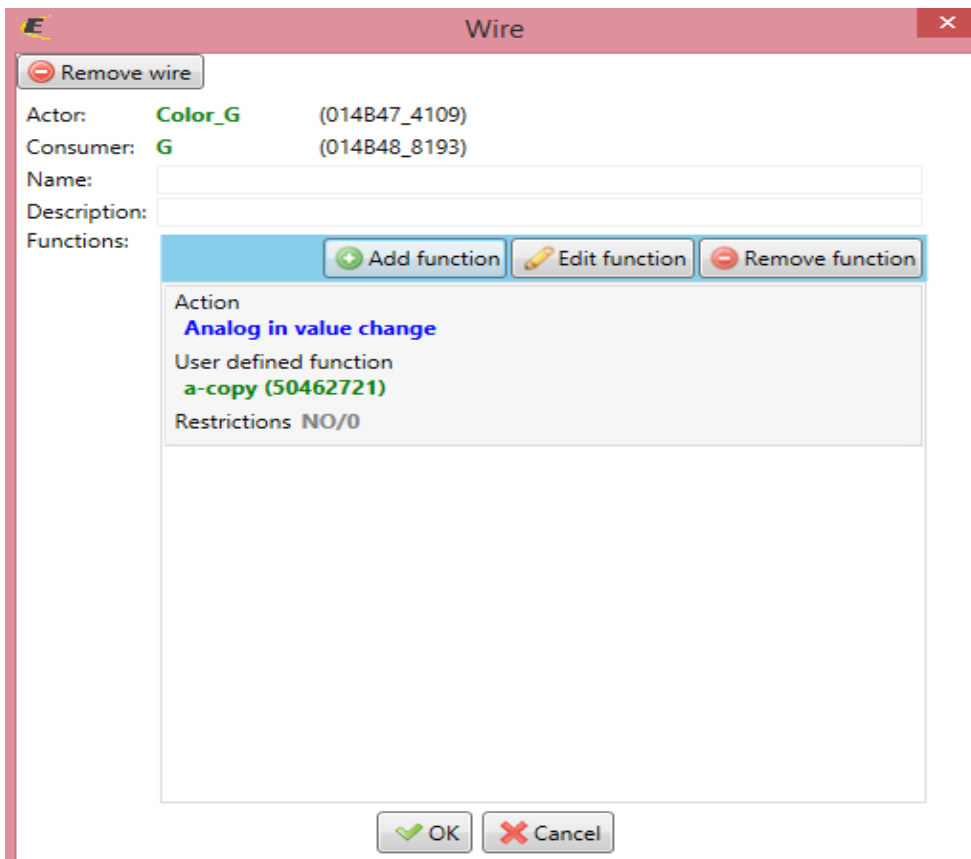 E Wire
Remove wire
Actor: Color_G (014B47_4109)
Consumer: G (014B48_8193)
Name:
Description:
Functions:
Add function Edit function Remove function
Action
Analog in value change
User defined function
a-copy (50462721)
Restrictions NO/0
OK Cancel